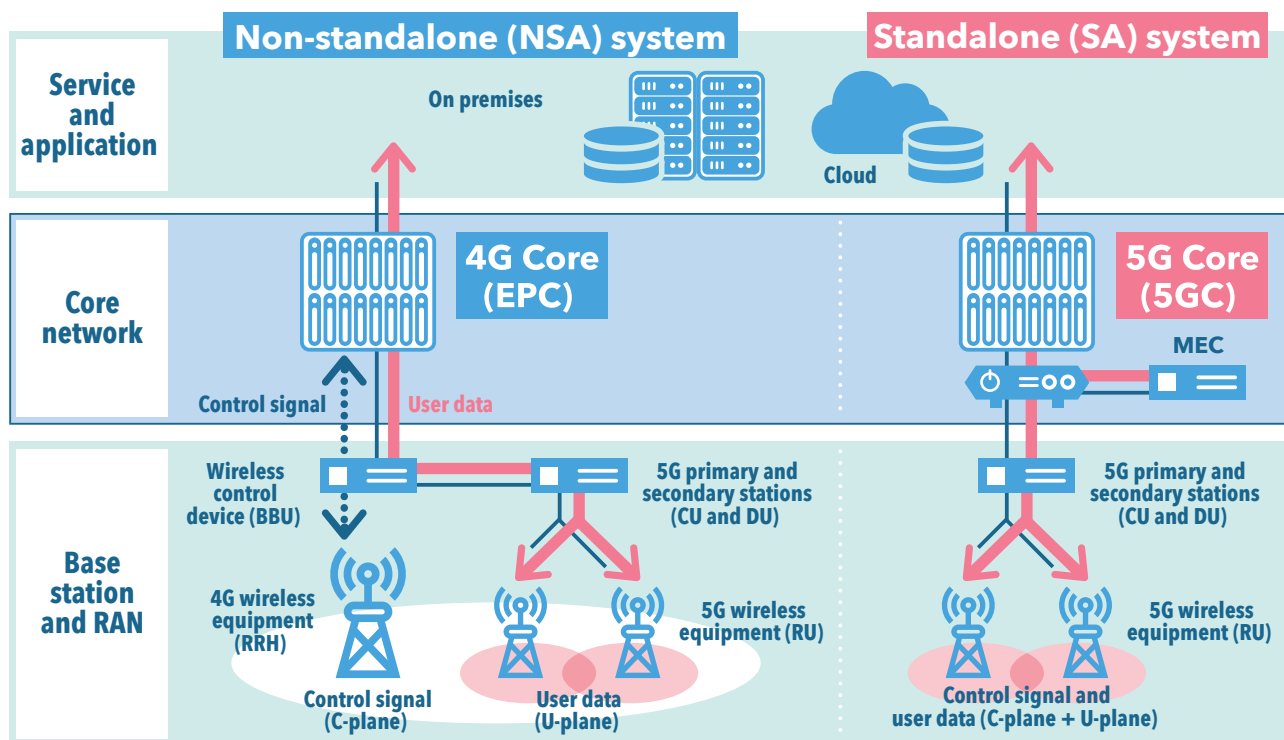 Non-standalone (NSA) system
Standalone (SA) system
Service
and
application
On premises
Cloud
Core
network
4G Core
(EPC)
5G Core
(5GC)
MEC
Control signal
User data
Base
station
and RAN
Wireless
control
device (BBU)
5G primary and
secondary stations
(CU and DU)
5G primary and
secondary stations
(CU and DU)
4G wireless
equipment
(RRH)
5G wireless
equipment (RU)
5G wireless
equipment (RU)
Control signal
(C-plane)
User data
(U-plane)
Control signal and
user data (C-plane + U-plane)